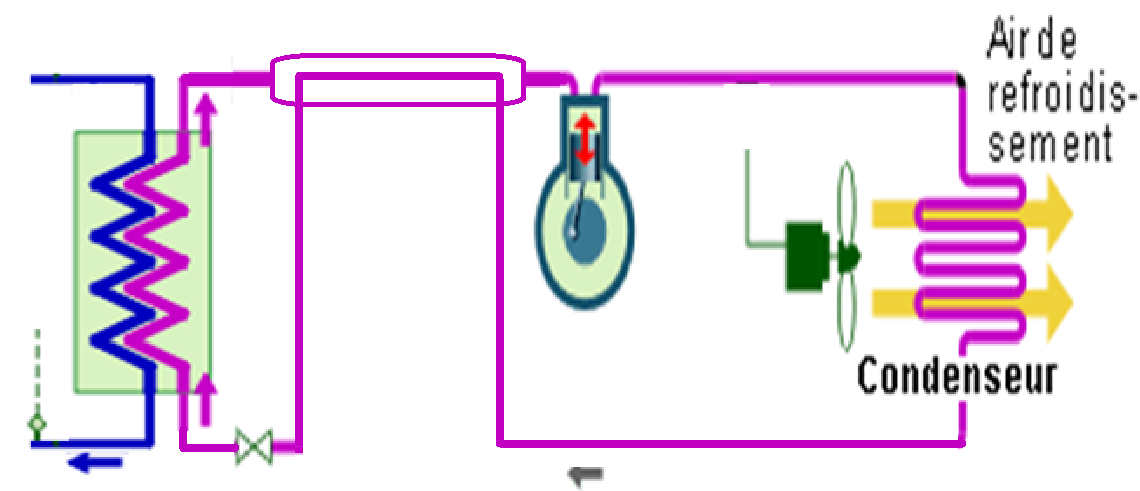 Air de
refroidis-
sement
Condenseur